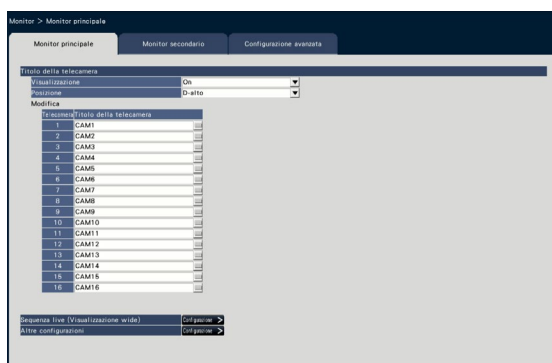 Monitor > Monitor principale
Monitor principale Monitor secondario Configurazione avanzata
Titolo della telecamera
Visualizzazione On
Posizione D-alto
Modifica
Telecamera Titolo della telecamera
1 CAM1
2 CAM2
3 CAM3
4 CAM4
5 CAM5
6 CAM6
7 CAM7
8 CAM8
9 CAM9
10 CAM10
11 CAM11
12 CAM12
13 CAM13
14 CAM14
15 CAM15
16 CAM16
Sequenza live (Visualizzazione wide) Configurazione >
Altre configurazioni Configurazione >